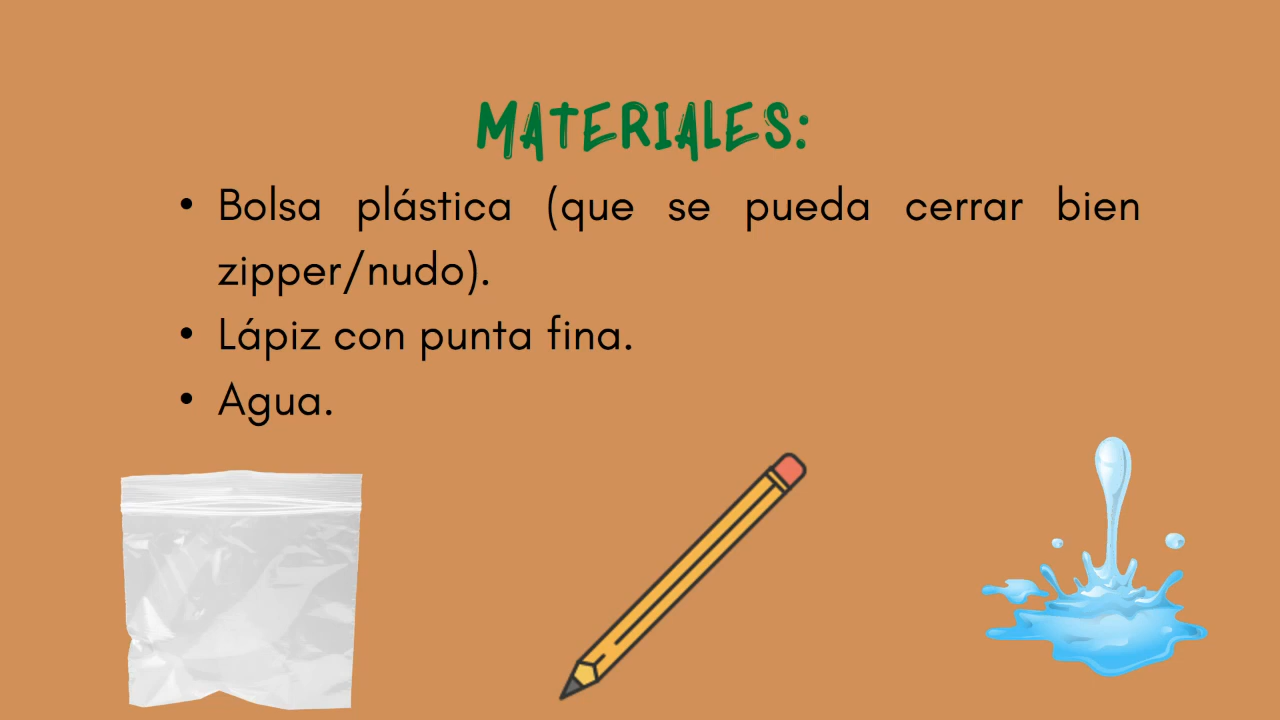 MATERIALES:
• Bolsa plástica (que se pueda cerrar bien
zipper/nudo).
• Lápiz con punta fina.
• Agua.